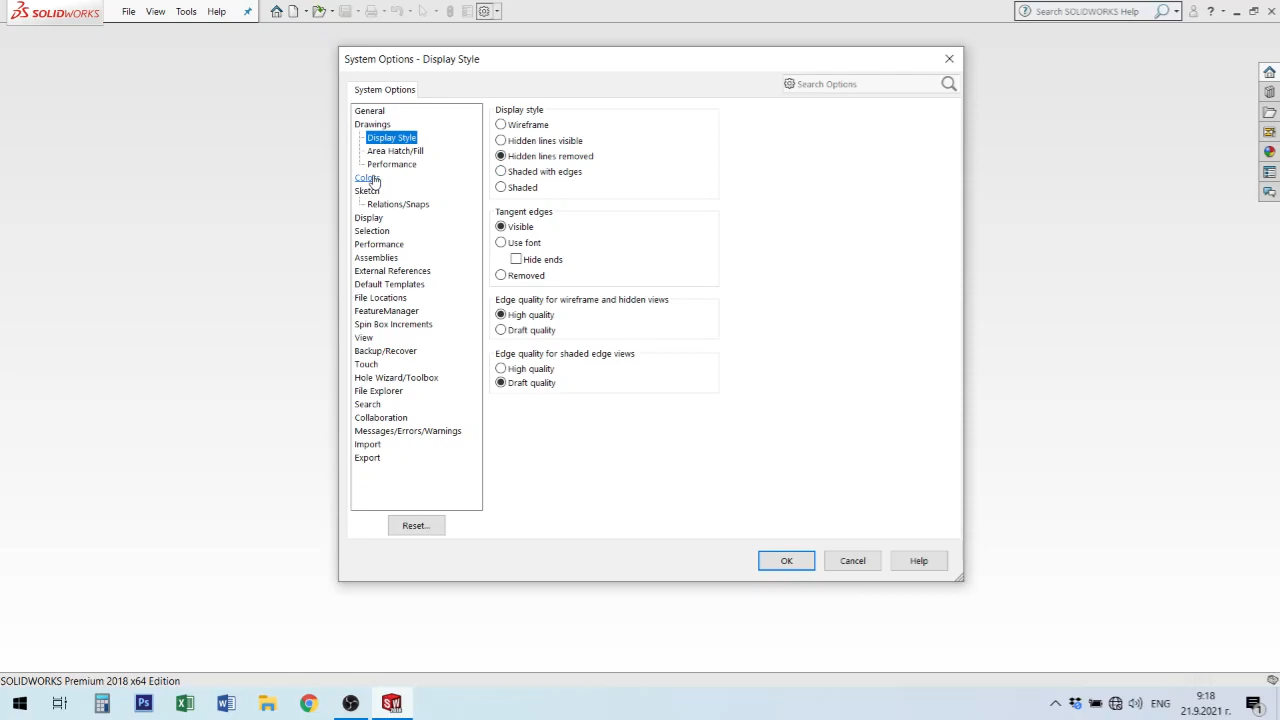 SOLIDWORKS File View Tools Help Search SOLIDWORKS Help ?
System Options - Display Style
System Options Search Options
General
Drawings
Display Style
Area Hatch/Fill
Performance
Colors
Sketch
Relations/Snaps
Display
Selection
Performance
Assemblies
External References
Default Templates
File Locations
FeatureManager
Spin Box Increments
View
Backup/Recover
Touch
Hole Wizard/Toolbox
File Explorer
Search
Collaboration
Messages/Errors/Warnings
Import
Export
Reset...
Display style
Wireframe
Hidden lines visible
Hidden lines removed
Shaded with edges
Shaded
Tangent edges
Visible
Use font
Hide ends
Removed
Edge quality for wireframe and hidden views
High quality
Draft quality
Edge quality for shaded edge views
High quality
Draft quality
OK Cancel Help
SOLIDWORKS Premium 2018 x64 Edition
ЕНГ
9:18
21.9.2021 г.